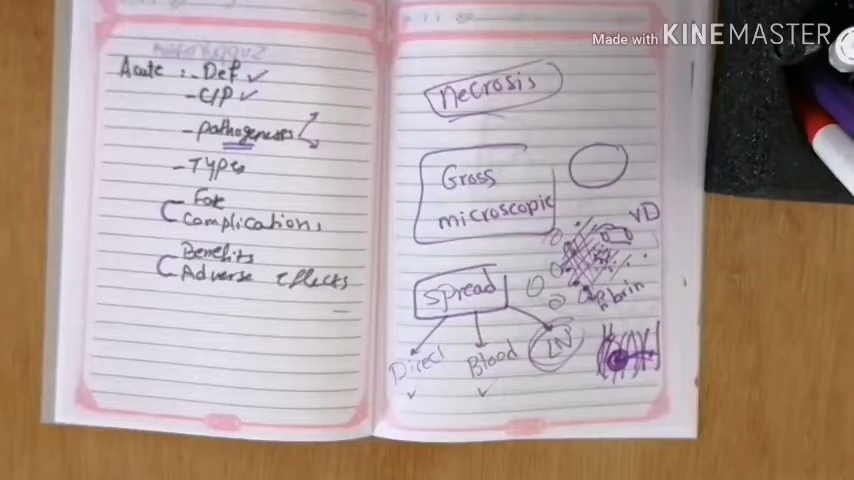 Acute :- Def ✓
- C/P ✓
- pathogenesis
- Types
Fate
complications
Benefits
Adverse effects
necrosis
Gross
microscopic
VD
Fibrin
spread
Direct
Blood
LN
Made with KINEMASTER